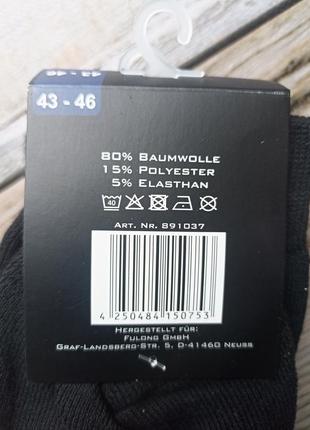 43 - 46
43 - 46
80% BAUMWOLLE
15% POLYESTER
5% ELASTHAN
40
ART. NR. 891037
4 250484 150753
HERGESTELLT FÜR:
FULONG GMBH
GRAF-LANDSBERG-STR. 5, D-41460 NEUSS